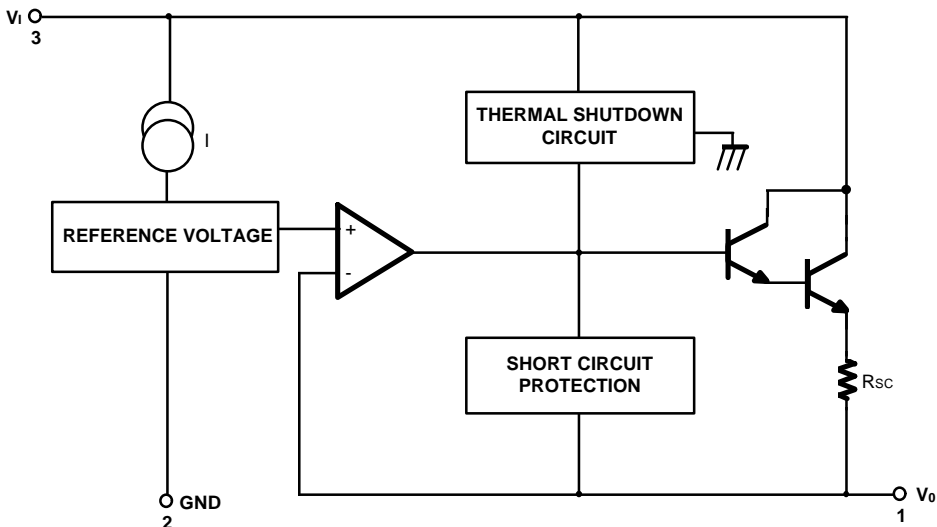 VI
3
THERMAL SHUTDOWN
CIRCUIT
I
REFERENCE VOLTAGE
+
-
SHORT CIRCUIT
PROTECTION
RSC
GND
2
V0
1